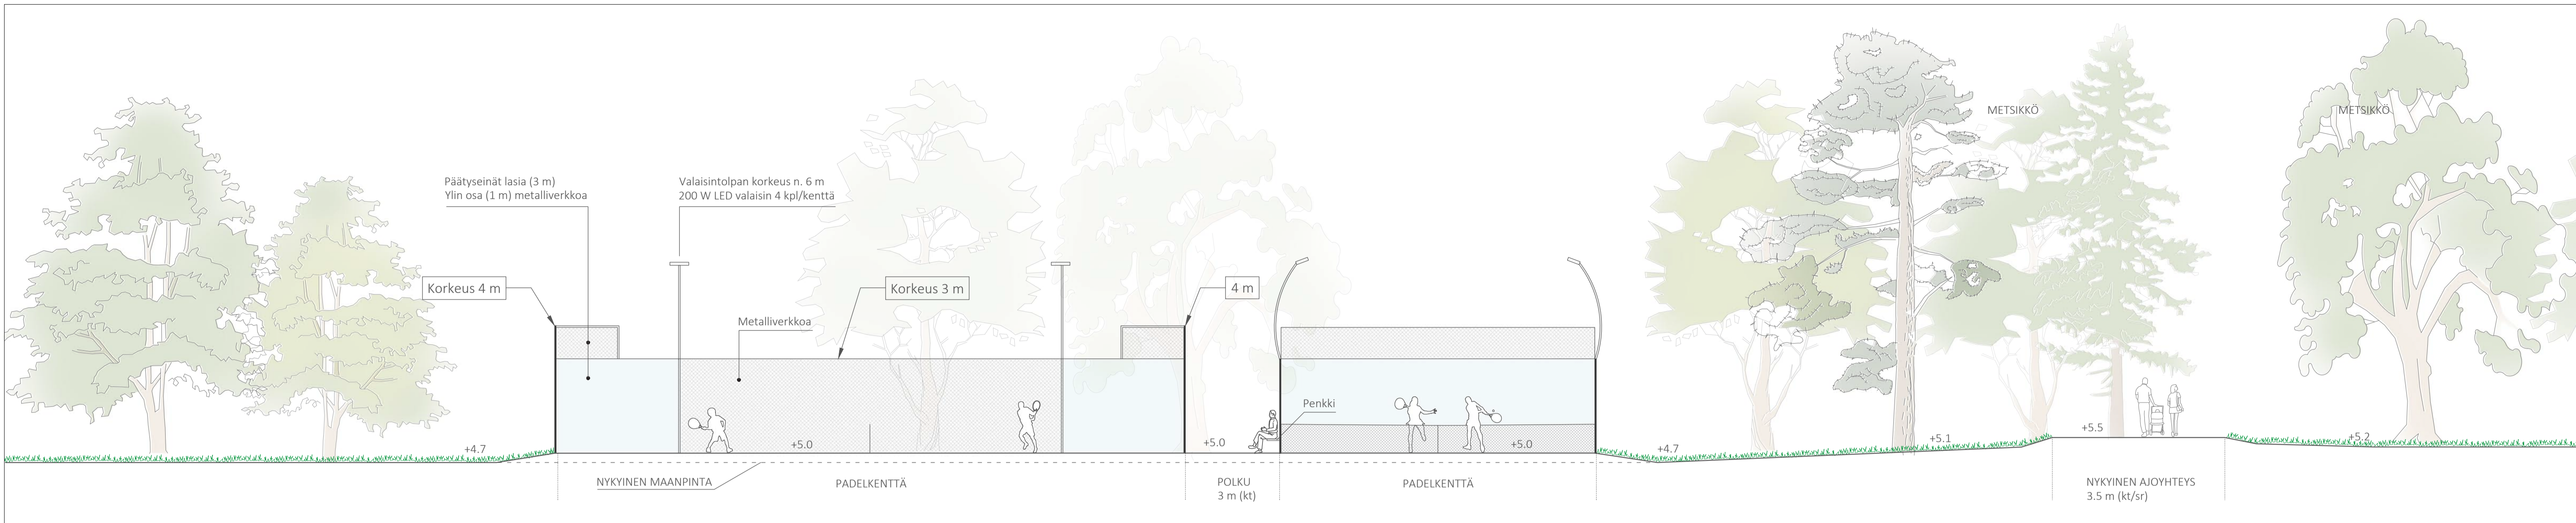 METSIKKÖ
METSIKKÖ
Päätyseinät lasia (3 m)
Ylin osa (1 m) metalliverkkoa
Valaisintolpan korkeus n. 6 m
200 W LED valaisin 4 kpl/kenttä
Korkeus 4 m
Korkeus 3 m
4 m
Metalliverkkoa
Penkki
+4.7
+5.0
+5.0
+5.0
+4.7
+5.1
+5.5
+5.2
NYKYINEN MAANPINTA
PADELKENTTÄ
POLKU
3 m (kt)
PADELKENTTÄ
NYKYINEN AJOYHTEYS
3.5 m (kt/sr)